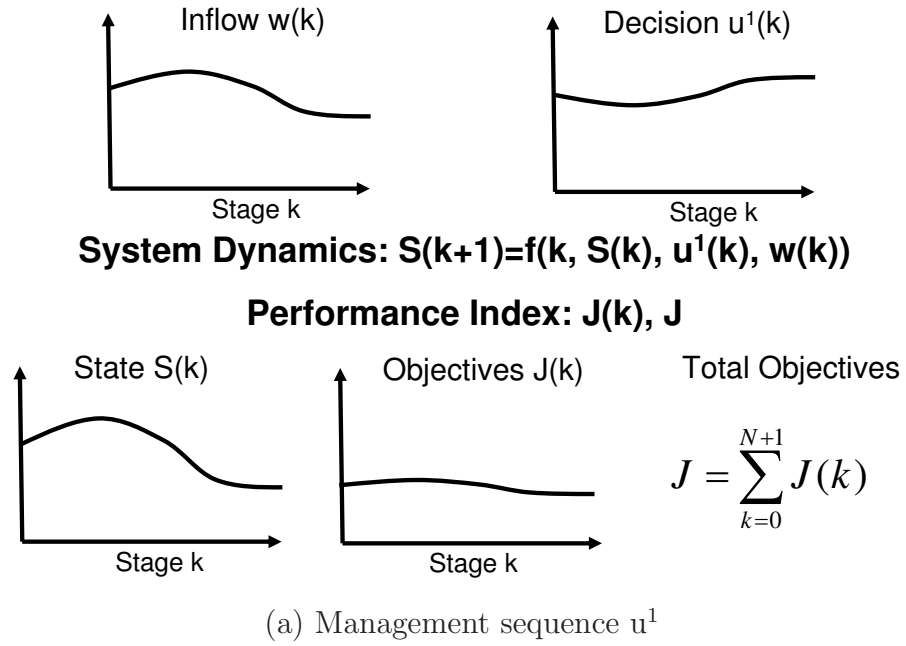 Inflow w(k)
Decision u¹(k)
Stage k
Stage k
System Dynamics: S(k+1)=f(k, S(k), u¹(k), w(k))
Performance Index: J(k), J
State S(k)
Objectives J(k)
Total Objectives
J = ∑_{k=0}^{N+1} J(k)
Stage k
Stage k
(a) Management sequence u¹